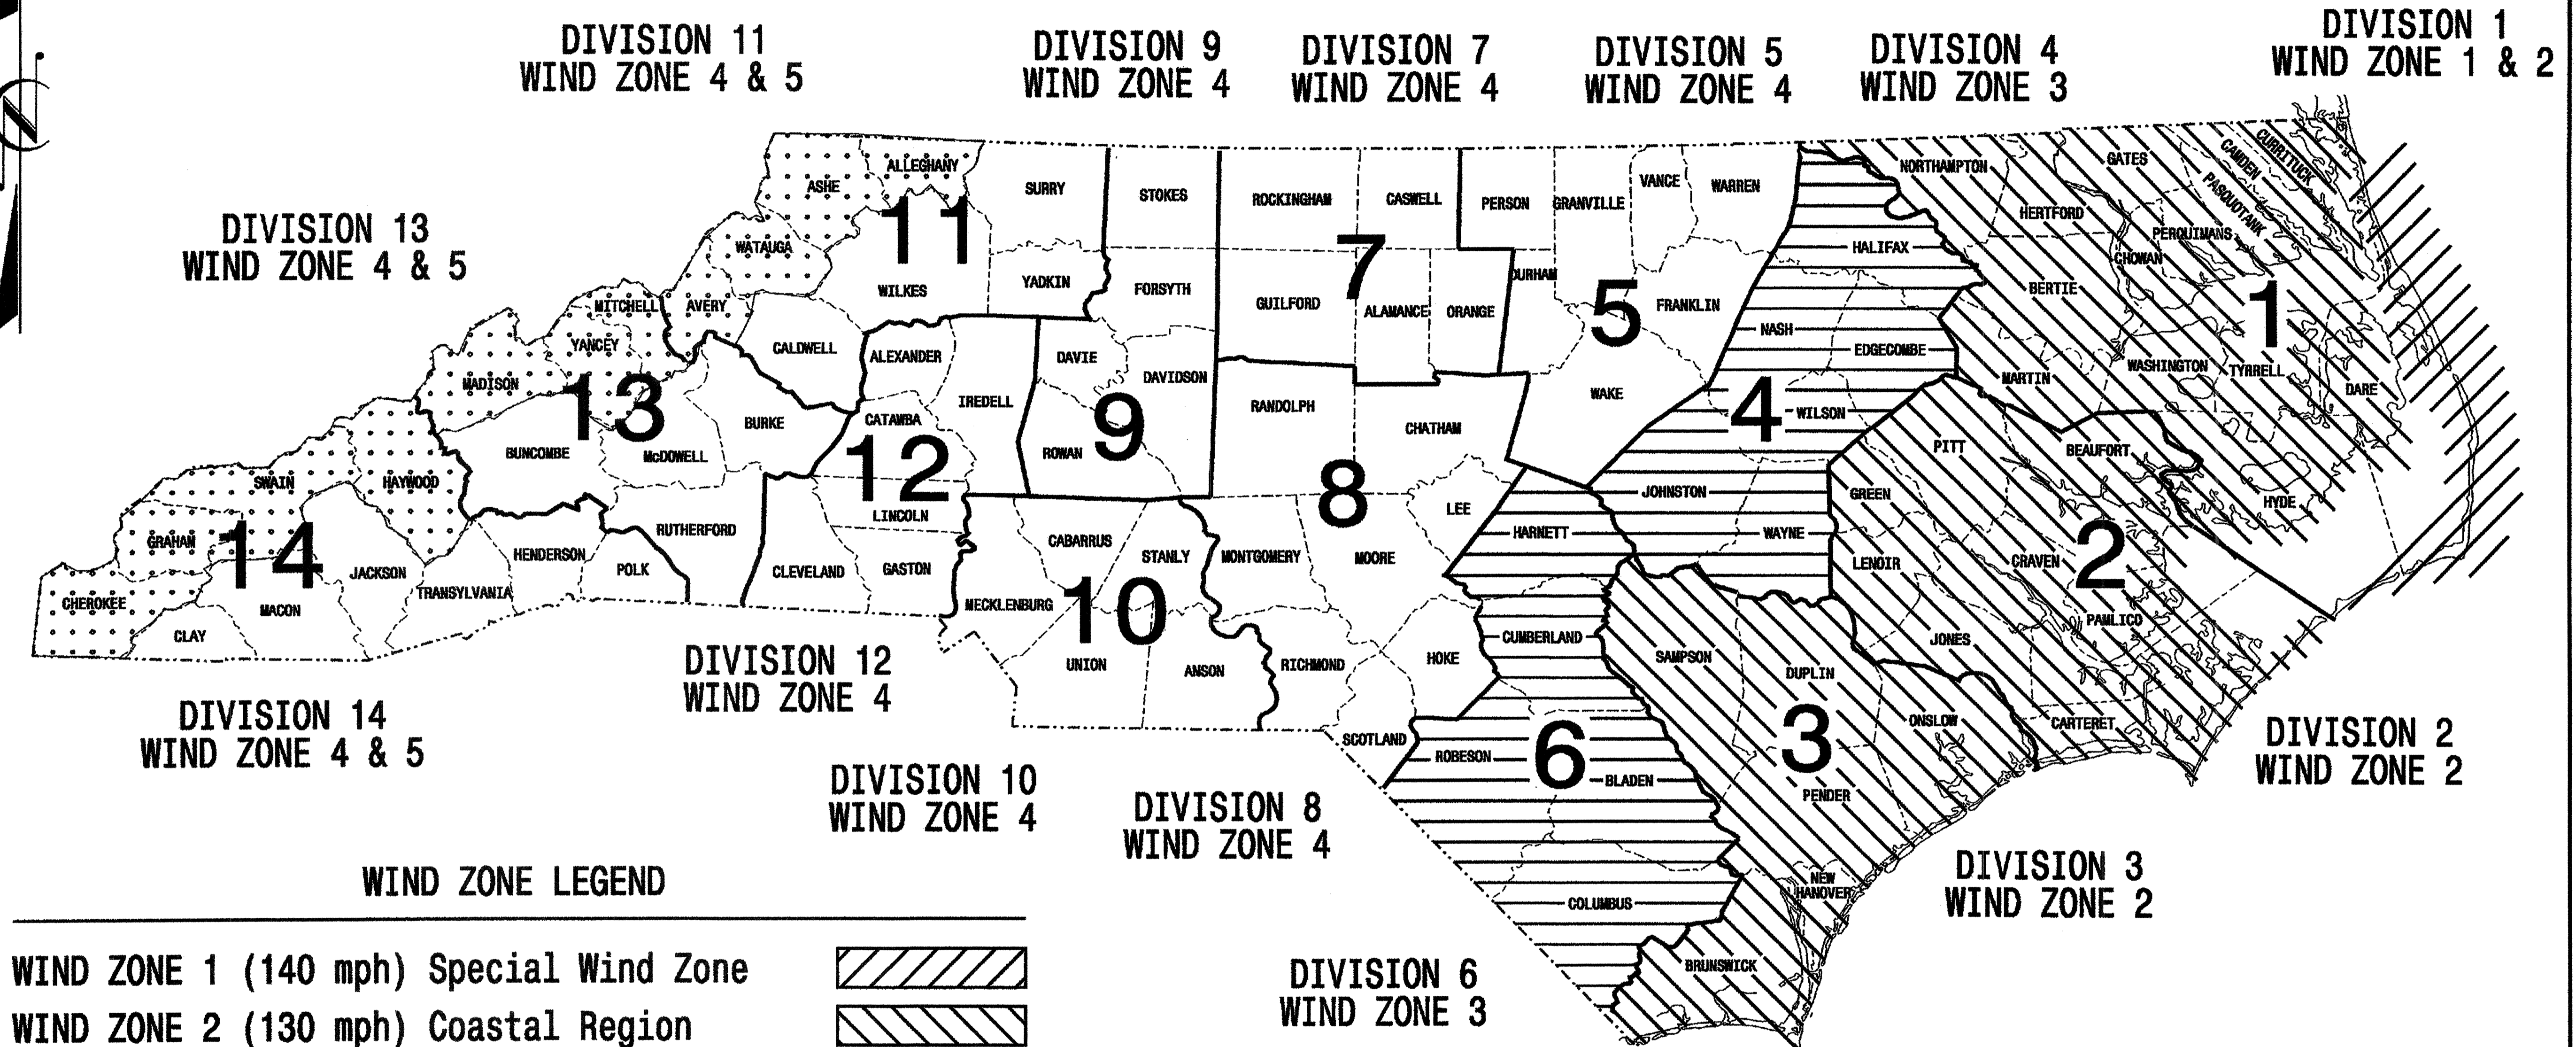 DIVISION 11
WIND ZONE 4 & 5
DIVISION 9
WIND ZONE 4
DIVISION 7
WIND ZONE 4
DIVISION 5
WIND ZONE 4
DIVISION 4
WIND ZONE 3
DIVISION 1
WIND ZONE 1 & 2
DIVISION 13
WIND ZONE 4 & 5
N
ALLEGHANY
ASHE
SURRY
STOKES
ROCKINGHAM
CASWELL
PERSON
GRANVILLE
VANCE
WARREN
NORTHAMPTON
GATES
CAMDEN
CURRITUCK
PASQUOTANK
HERTFORD
PERQUIMANS
CHOWAN
HALIFAX
BERTIE
11
WATAUGA
WILKES
YADKIN
FORSYTH
GUILFORD
7
ALAMANCE
ORANGE
DURHAM
5
FRANKLIN
NASH
EDGECOMBE
MARTIN
WASHINGTON
TYRRELL
1
DARE
MITCHELL
AVERY
YANCEY
CALDWELL
ALEXANDER
DAVIE
DAVIDSON
MADISON
13
BURKE
CATAWBA
IREDELL
ROWAN
9
RANDOLPH
CHATHAM
WAKE
4
WILSON
PITT
BEAUFORT
HYDE
BUNCOMBE
McDOWELL
12
LINCOLN
SWAIN
HAYWOOD
8
LEE
JOHNSTON
GREEN
GRAHAM
14
JACKSON
HENDERSON
RUTHERFORD
POLK
CLEVELAND
GASTON
CABARRUS
STANLY
MONTGOMERY
MOORE
HARNETT
WAYNE
LENOIR
CRAVEN
2
CHEROKEE
MACON
TRANSYLVANIA
CLAY
MECKLENBURG
10
UNION
ANSON
RICHMOND
HOKE
CUMBERLAND
SAMPSON
DUPLIN
JONES
PAMLICO
SCOTLAND
ROBESON
6
BLADEN
3
ONSLOW
CARTERET
PENDER
NEW
HANOVER
COLUMBUS
BRUNSWICK
DIVISION 12
WIND ZONE 4
DIVISION 14
WIND ZONE 4 & 5
DIVISION 10
WIND ZONE 4
DIVISION 8
WIND ZONE 4
DIVISION 2
WIND ZONE 2
DIVISION 3
WIND ZONE 2
DIVISION 6
WIND ZONE 3
WIND ZONE LEGEND
WIND ZONE 1 (140 mph) Special Wind Zone
WIND ZONE 2 (130 mph) Coastal Region